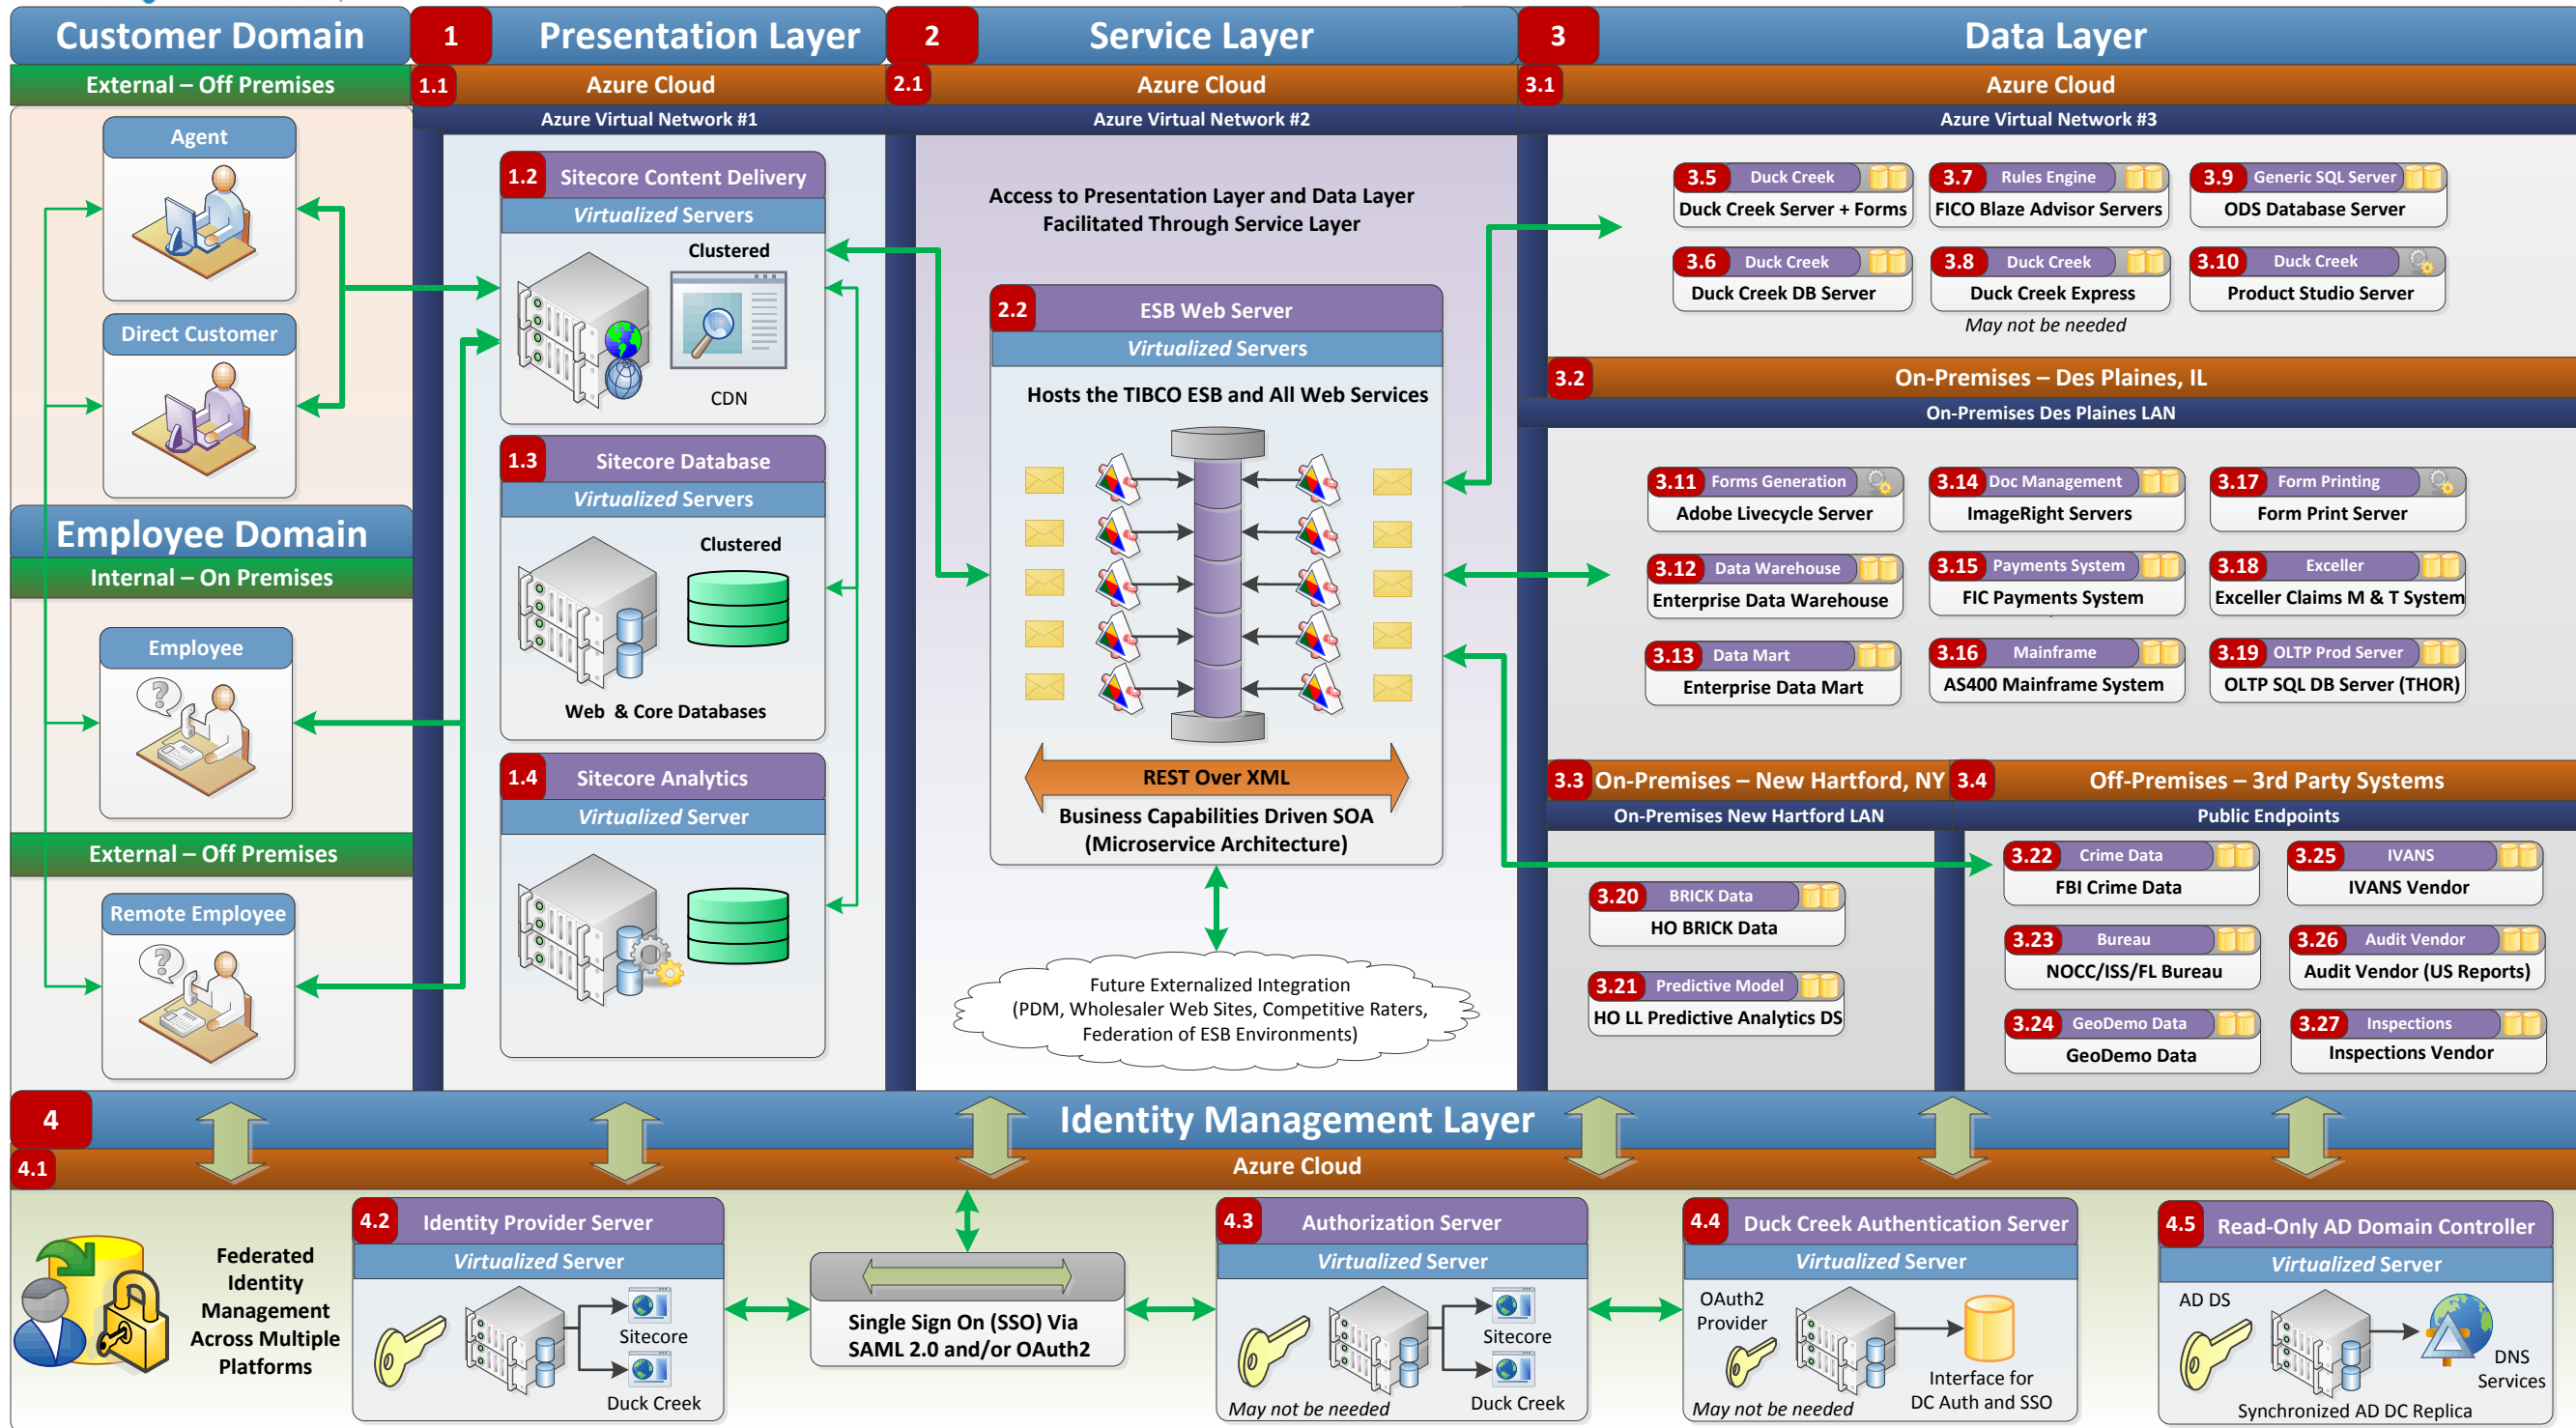 Customer Domain
External – Off Premises
Agent
Direct Customer
Employee Domain
Internal – On Premises
Employee
External – Off Premises
Remote Employee
1 Presentation Layer
1.1 Azure Cloud
Azure Virtual Network #1
1.2 Sitecore Content Delivery
Virtualized Servers
Clustered
CDN
1.3 Sitecore Database
Virtualized Servers
Clustered
Web & Core Databases
1.4 Sitecore Analytics
Virtualized Server
2 Service Layer
2.1 Azure Cloud
Azure Virtual Network #2
Access to Presentation Layer and Data Layer
Facilitated Through Service Layer
2.2 ESB Web Server
Virtualized Servers
Hosts the TIBCO ESB and All Web Services
REST Over XML
Business Capabilities Driven SOA
(Microservice Architecture)
Future Externalized Integration
(PDM, Wholesaler Web Sites, Competitive Raters,
Federation of ESB Environments)
3 Data Layer
3.1 Azure Cloud
Azure Virtual Network #3
3.5 Duck Creek
Duck Creek Server + Forms
3.7 Rules Engine
FICO Blaze Advisor Servers
3.9 Generic SQL Server
ODS Database Server
3.6 Duck Creek
Duck Creek DB Server
3.8 Duck Creek
Duck Creek Express
May not be needed
3.10 Duck Creek
Product Studio Server
3.2 On-Premises – Des Plaines, IL
On-Premises Des Plaines LAN
3.11 Forms Generation
Adobe Livecycle Server
3.14 Doc Management
ImageRight Servers
3.17 Form Printing
Form Print Server
3.12 Data Warehouse
Enterprise Data Warehouse
3.15 Payments System
FIC Payments System
3.18 Exceller
Exceller Claims M & T System
3.13 Data Mart
Enterprise Data Mart
3.16 Mainframe
AS400 Mainframe System
3.19 OLTP Prod Server
OLTP SQL DB Server (THOR)
3.3 On-Premises – New Hartford, NY
On-Premises New Hartford LAN
3.20 BRICK Data
HO BRICK Data
3.21 Predictive Model
HO LL Predictive Analytics DS
3.4 Off-Premises – 3rd Party Systems
Public Endpoints
3.22 Crime Data
FBI Crime Data
3.25 IVANS
IVANS Vendor
3.23 Bureau
NOCC/ISS/FL Bureau
3.26 Audit Vendor
Audit Vendor (US Reports)
3.24 GeoDemo Data
GeoDemo Data
3.27 Inspections
Inspections Vendor
4 Identity Management Layer
4.1 Azure Cloud
Federated
Identity
Management
Across Multiple
Platforms
4.2 Identity Provider Server
Virtualized Server
Sitecore
Duck Creek
Single Sign On (SSO) Via
SAML 2.0 and/or OAuth2
4.3 Authorization Server
Virtualized Server
Sitecore
May not be needed
Duck Creek
4.4 Duck Creek Authentication Server
Virtualized Server
OAuth2
Provider
May not be needed
Interface for
DC Auth and SSO
4.5 Read-Only AD Domain Controller
Virtualized Server
AD DS
DNS
Services
Synchronized AD DC Replica